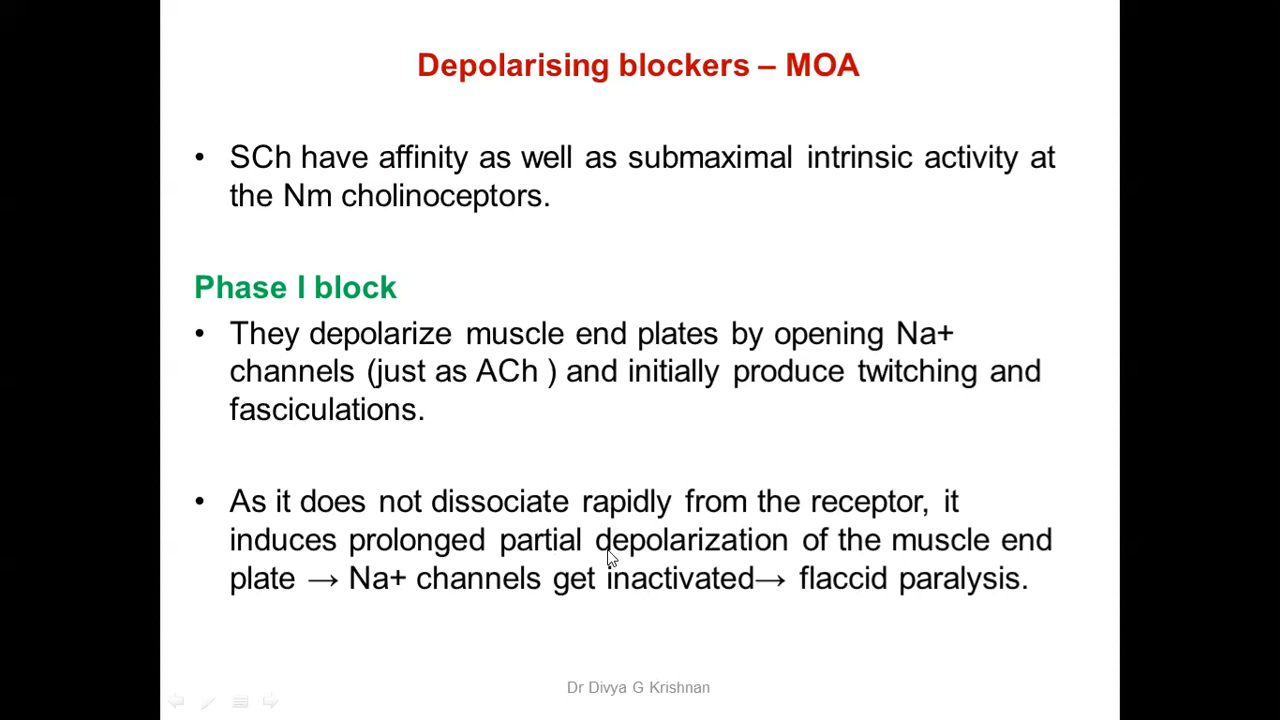 Depolarising blockers – MOA
• SCh have affinity as well as submaximal intrinsic activity at
the Nm cholinoceptors.
Phase I block
• They depolarize muscle end plates by opening Na+
channels (just as ACh ) and initially produce twitching and
fasciculations.
• As it does not dissociate rapidly from the receptor, it
induces prolonged partial depolarization of the muscle end
plate → Na+ channels get inactivated→ flaccid paralysis.
Dr Divya G Krishnan